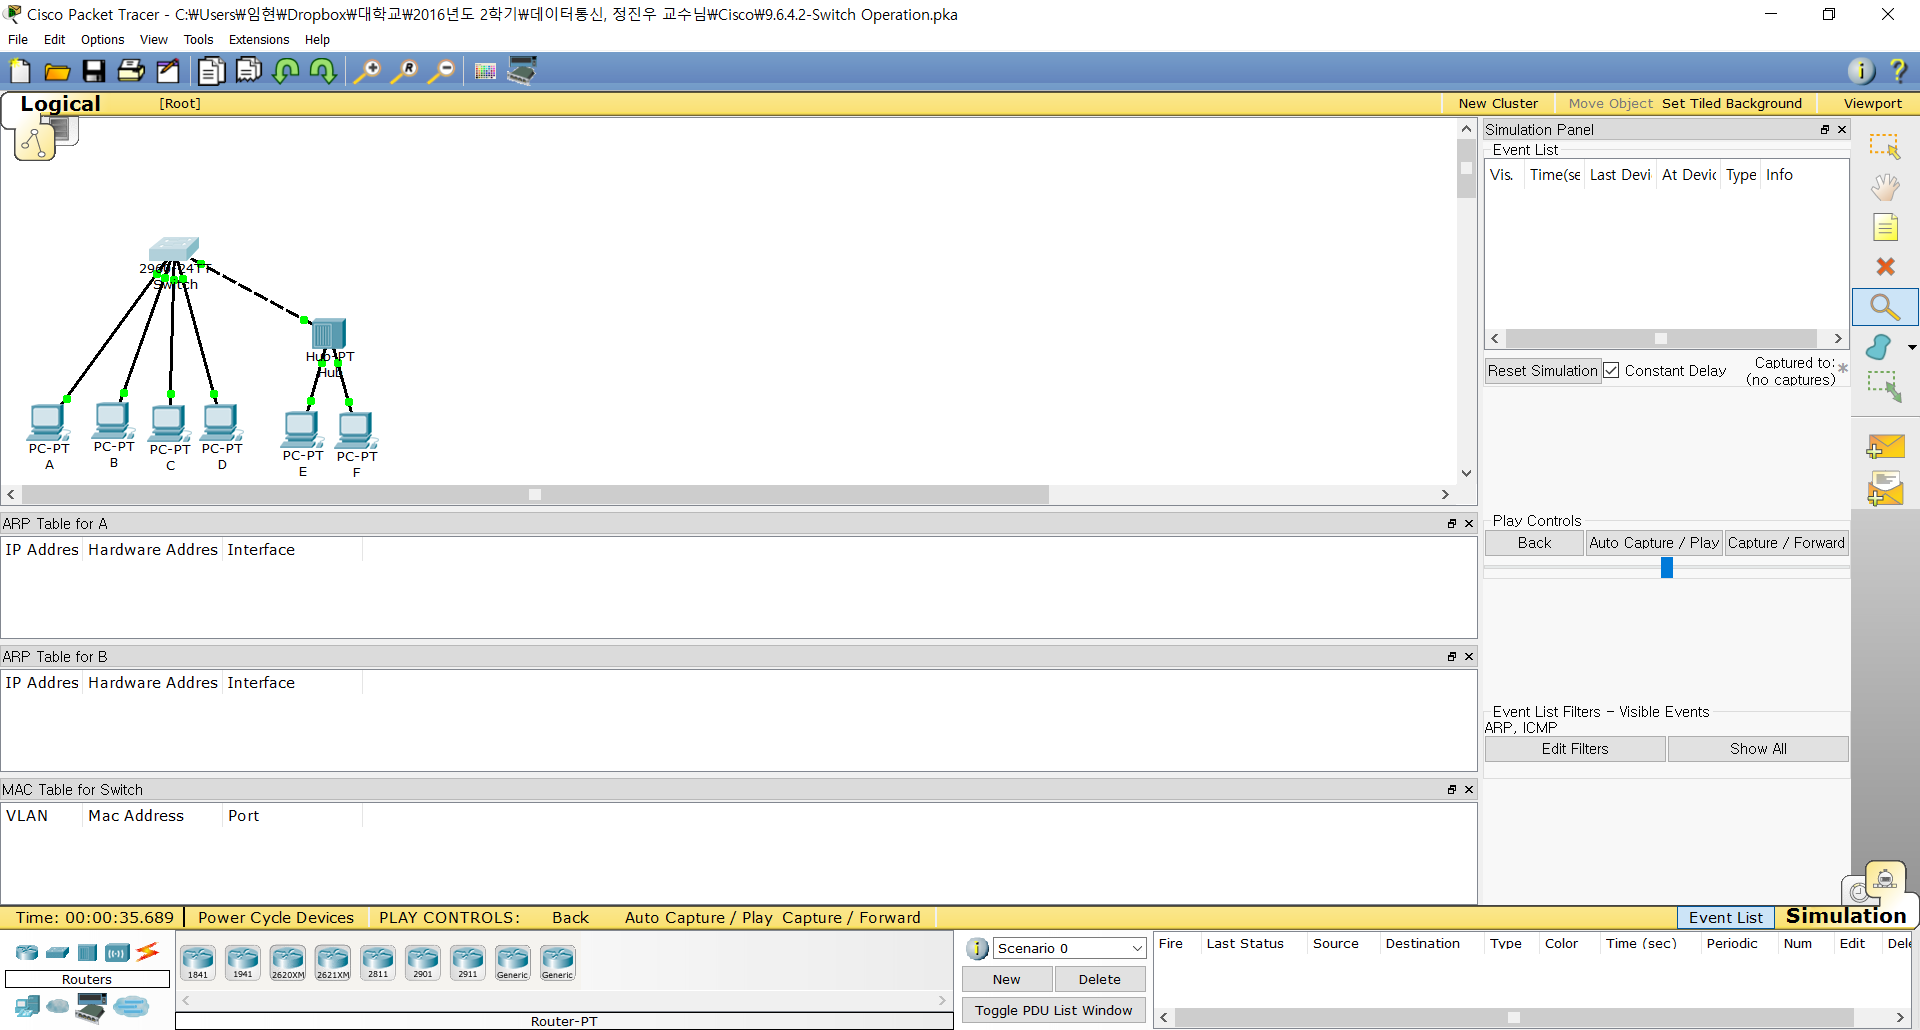 Cisco Packet Tracer - C:₩Users₩임현₩Dropbox₩대학교₩2016년도 2학기₩데이터통신, 정진우 교수님₩Cisco₩9.6.4.2-Switch Operation.pka
File Edit Options View Tools Extensions Help
Logical [Root] New Cluster Move Object Set Tiled Background Viewport
Simulation Panel
Event List
Vis. Time(se Last Devi At Devic Type Info
2960-24TT
Switch
Hub-PT
Hub
Reset Simulation Constant Delay Captured to:
(no captures)
PC-PT
A
PC-PT
B
PC-PT
C
PC-PT
D
PC-PT
E
PC-PT
F
ARP Table for A
IP Addres Hardware Addres Interface
Play Controls
Back Auto Capture / Play Capture / Forward
ARP Table for B
IP Addres Hardware Addres Interface
Event List Filters - Visible Events
ARP, ICMP
Edit Filters Show All
MAC Table for Switch
VLAN Mac Address Port
Time: 00:00:35.689 Power Cycle Devices PLAY CONTROLS: Back Auto Capture / Play Capture / Forward Event List Simulation
Routers
1841 1941 2620XM 2621XM 2811 2901 2911 Generic Generic
Router-PT
Scenario 0
New Delete
Toggle PDU List Window
Fire Last Status Source Destination Type Color Time (sec) Periodic Num Edit Dele